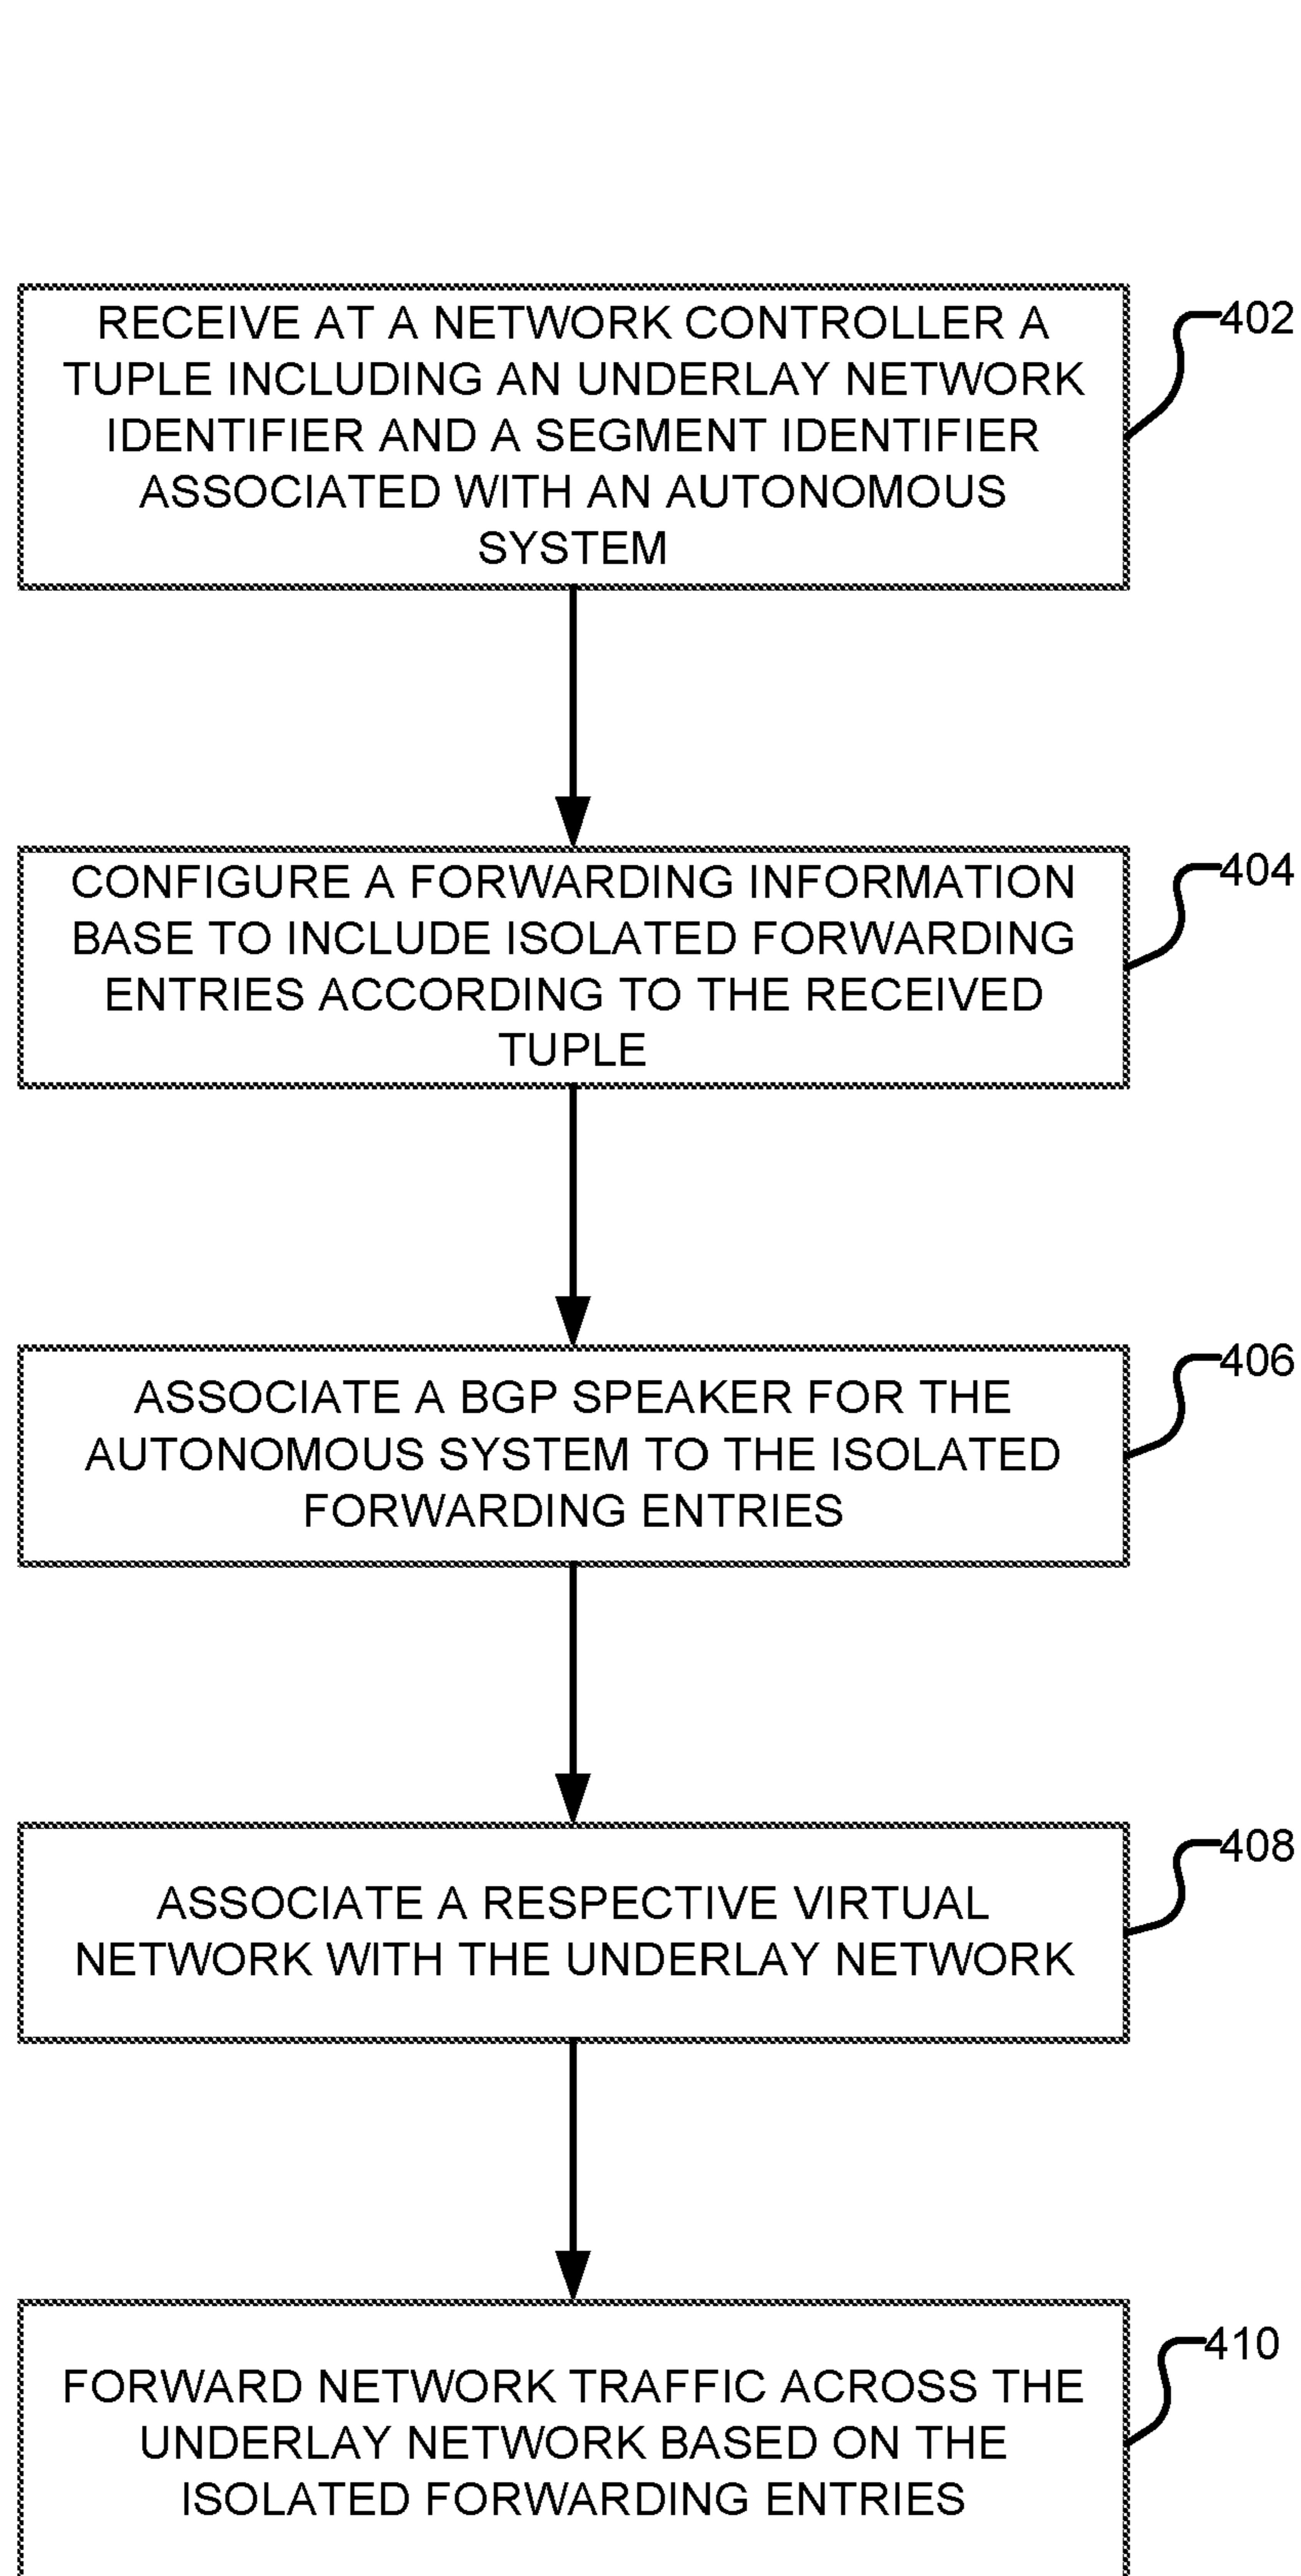 RECEIVE AT A NETWORK CONTROLLER A
TUPLE INCLUDING AN UNDERLAY NETWORK
IDENTIFIER AND A SEGMENT IDENTIFIER
ASSOCIATED WITH AN AUTONOMOUS
SYSTEM
402
CONFIGURE A FORWARDING INFORMATION
BASE TO INCLUDE ISOLATED FORWARDING
ENTRIES ACCORDING TO THE RECEIVED
TUPLE
404
ASSOCIATE A BGP SPEAKER FOR THE
AUTONOMOUS SYSTEM TO THE ISOLATED
FORWARDING ENTRIES
406
ASSOCIATE A RESPECTIVE VIRTUAL
NETWORK WITH THE UNDERLAY NETWORK
408
FORWARD NETWORK TRAFFIC ACROSS THE
UNDERLAY NETWORK BASED ON THE
ISOLATED FORWARDING ENTRIES
410